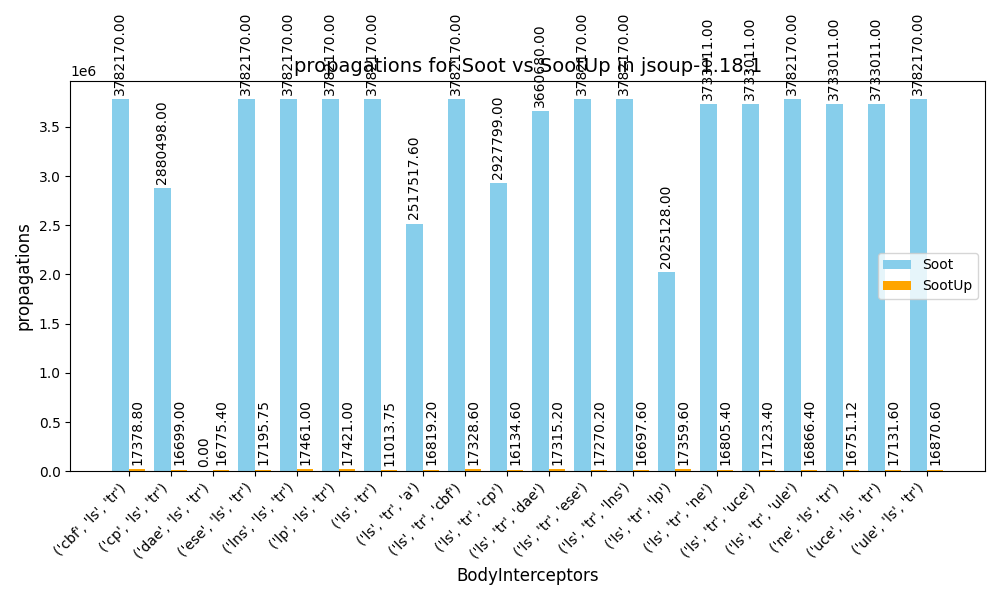 propagations for Soot vs SootUp in jsoup-1.18.1
1e6
3.5
3.0
2.5
2.0
1.5
1.0
0.5
0.0
propagations
3782170.00
17378.80
2880498.00
16699.00
0.00
16775.40
3782170.00
17195.75
3782170.00
17461.00
3782170.00
17421.00
3782170.00
11013.75
2517517.60
16819.20
3782170.00
17328.60
2927799.00
16134.60
3660680.00
17315.20
3782170.00
17270.20
3782170.00
16697.60
2025128.00
17359.60
3733011.00
16805.40
3733011.00
17123.40
3782170.00
16866.40
3733011.00
16751.12
3733011.00
17131.60
3782170.00
16870.60
Soot
SootUp
('cbf', 'ls', 'tr')
('cp', 'ls', 'tr')
('dae', 'ls', 'tr')
('ese', 'ls', 'tr')
('lns', 'ls', 'tr')
('lp', 'ls', 'tr')
('ls', 'tr')
('ls', 'tr', 'a')
('ls', 'tr', 'cbf')
('ls', 'tr', 'cp')
('ls', 'tr', 'dae')
('ls', 'tr', 'ese')
('ls', 'tr', 'lns')
('ls', 'tr', 'lp')
('ls', 'tr', 'ne')
('ls', 'tr', 'uce')
('ls', 'tr', 'ule')
('ne', 'ls', 'tr')
('uce', 'ls', 'tr')
('ule', 'ls', 'tr')
BodyInterceptors